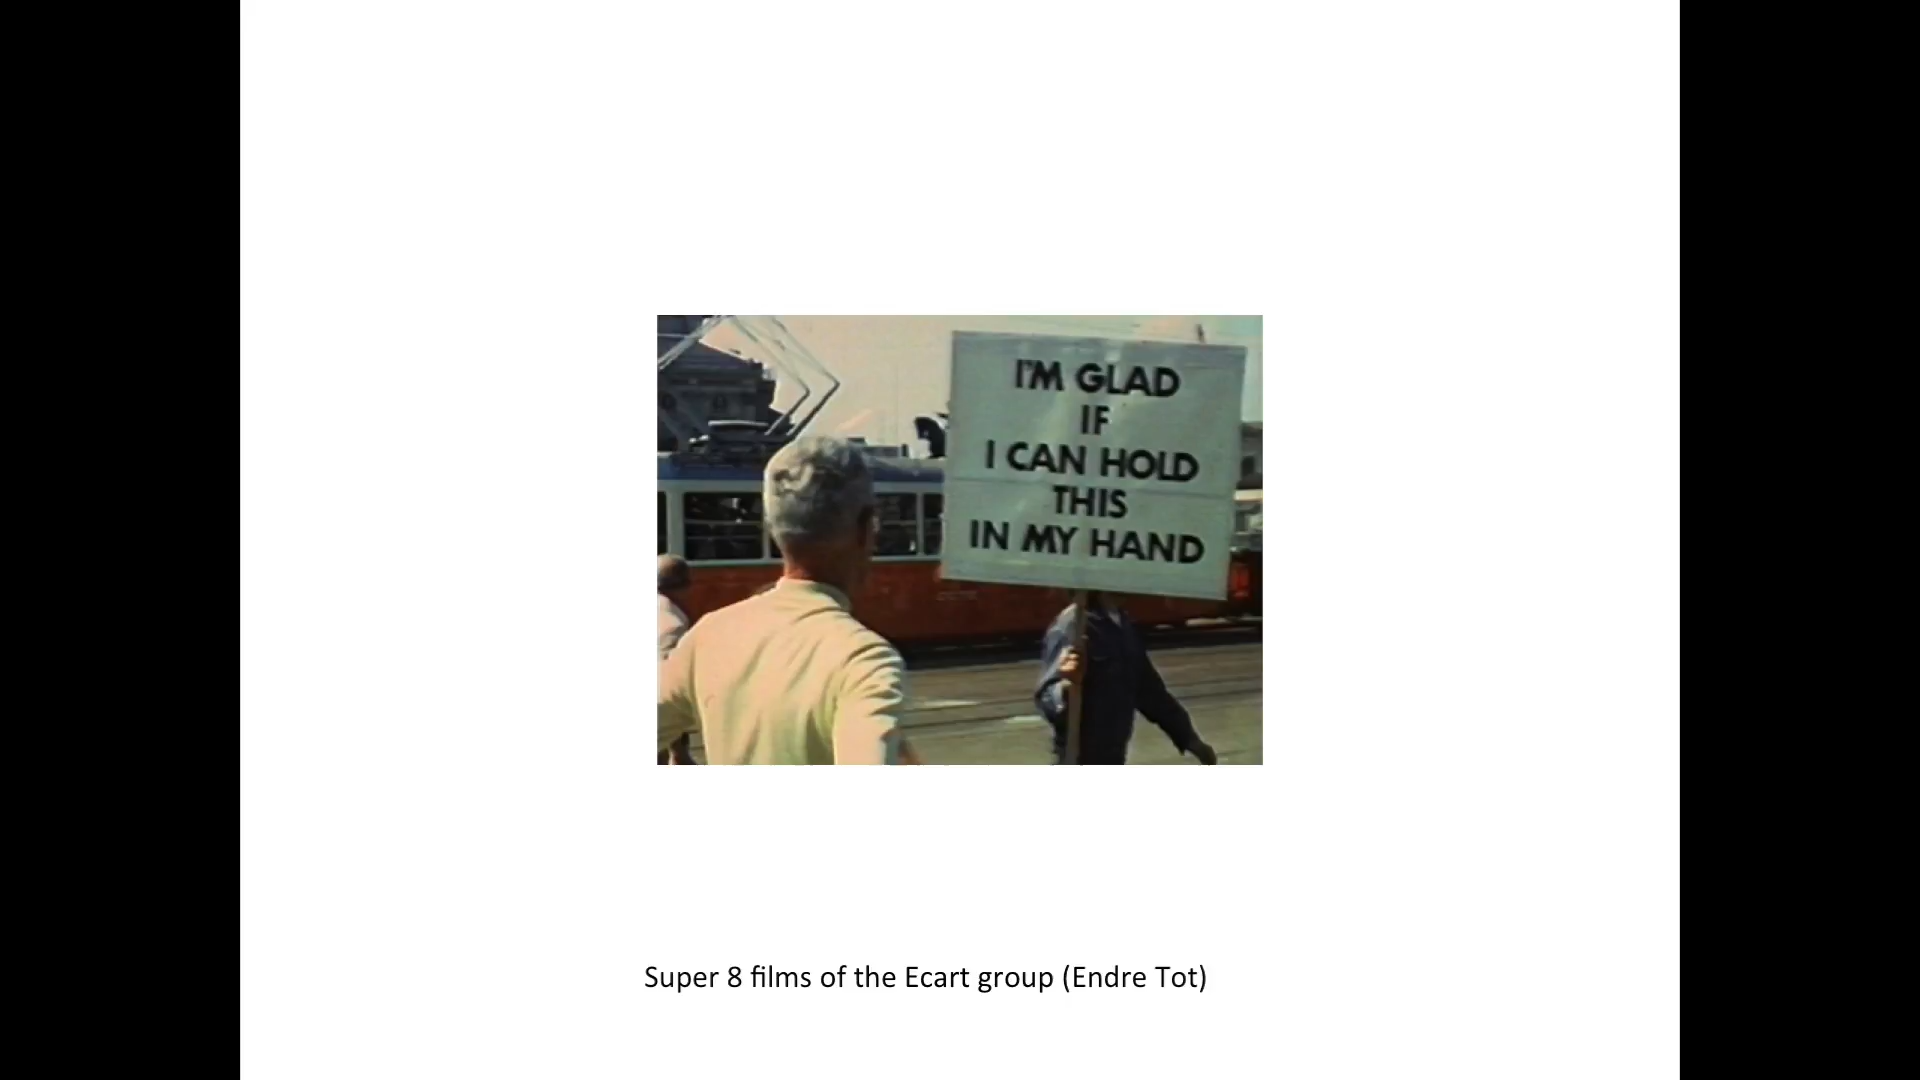 I'M GLAD
IF
I CAN HOLD
THIS
IN MY HAND
Super 8 films of the Ecart group (Endre Tot)